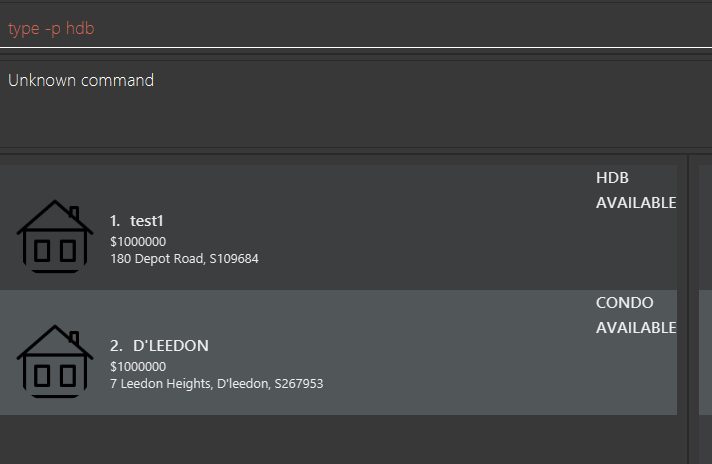 type -p hdb
Unknown command
HDB
AVAILABLE
1. test1
$1000000
180 Depot Road, S109684
CONDO
AVAILABLE
2. D'LEEDON
$1000000
7 Leedon Heights, D'leedon, S267953